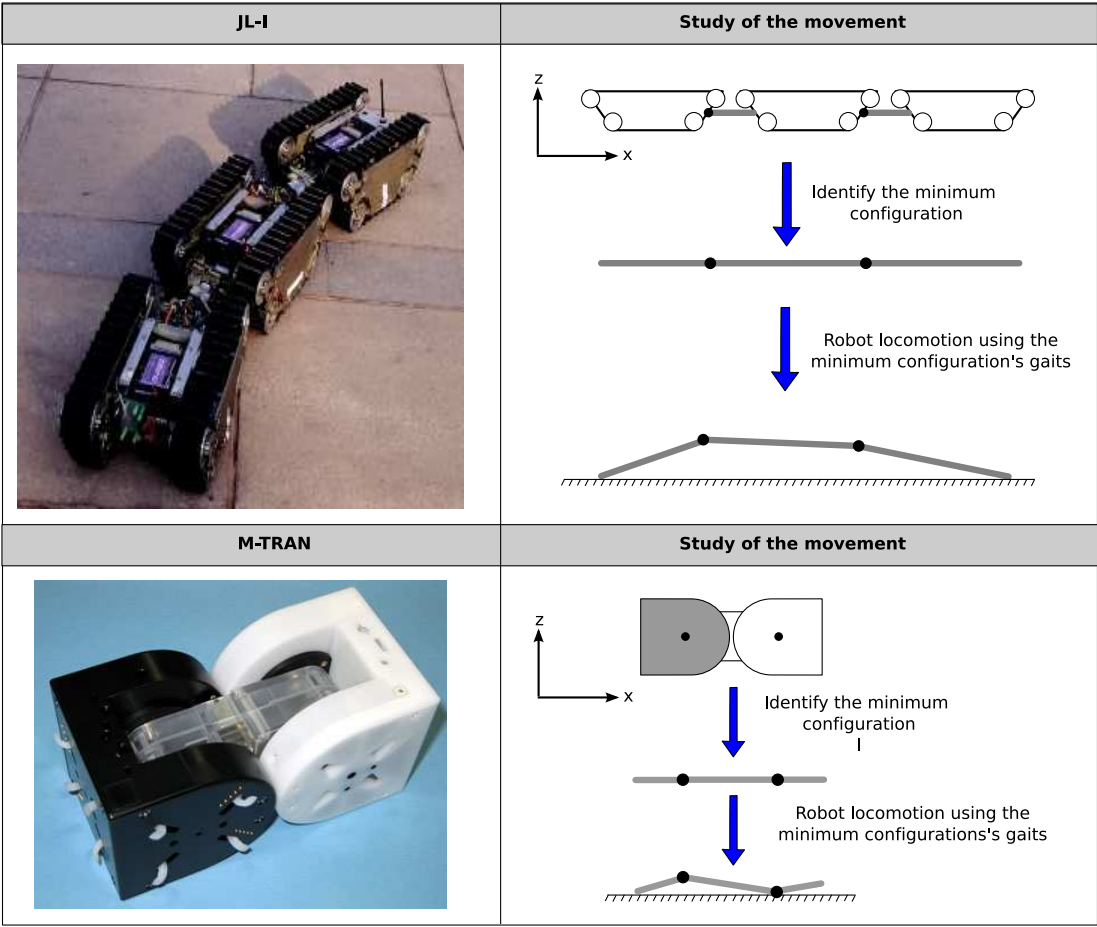 JL-I
Study of the movement
z
x
Identify the minimum
configuration
Robot locomotion using the
minimum configuration's gaits
M-TRAN
Study of the movement
z
x
Identify the minimum
configuration
I
Robot locomotion using the
minimum configurations's gaits